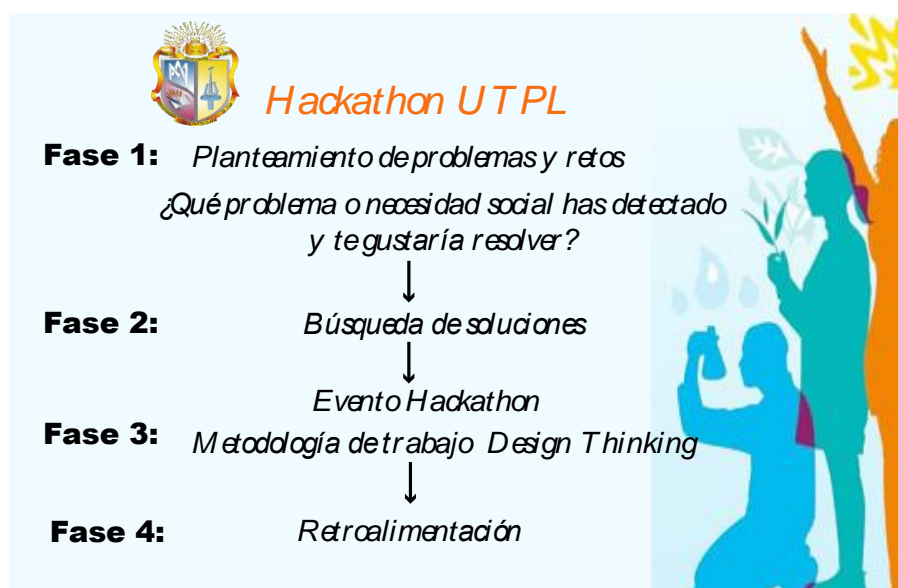 Hackathon UTPL
Fase 1: Planteamiento de problemas y retos
¿Qué problema o necesidad social has detectado
y te gustaría resolver?
Fase 2: Búsqueda de soluciones
Evento Hackathon
Fase 3: Metodología de trabajo Design Thinking
Fase 4: Retroalimentación